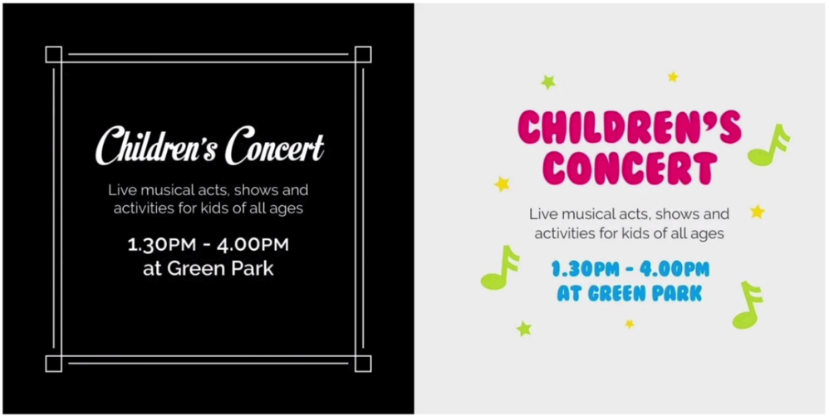 Children's Concert
Live musical acts, shows and
activities for kids of all ages
1.30PM - 4.00PM
at Green Park
CHILDREN'S
CONCERT
Live musical acts, shows and
activities for kids of all ages
1.30PM - 4.00PM
AT GREEN PARK